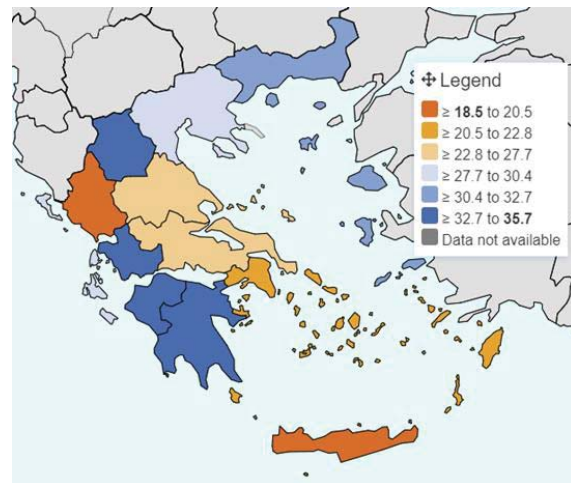 Legend
≥ 18.5 to 20.5
≥ 20.5 to 22.8
≥ 22.8 to 27.7
≥ 27.7 to 30.4
≥ 30.4 to 32.7
≥ 32.7 to 35.7
Data not available